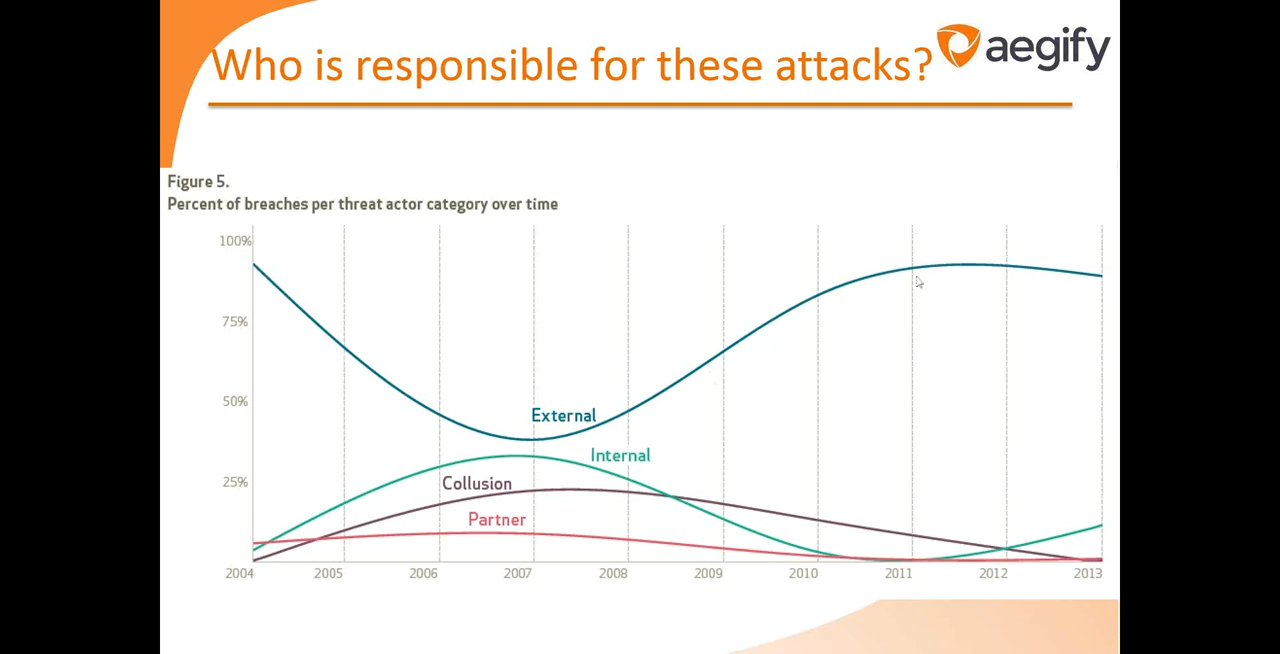 Who is responsible for these attacks?
aegify
Figure 5.
Percent of breaches per threat actor category over time
100%
75%
50%
External
Internal
25%
Collusion
Partner
2004 2005 2006 2007 2008 2009 2010 2011 2012 2013